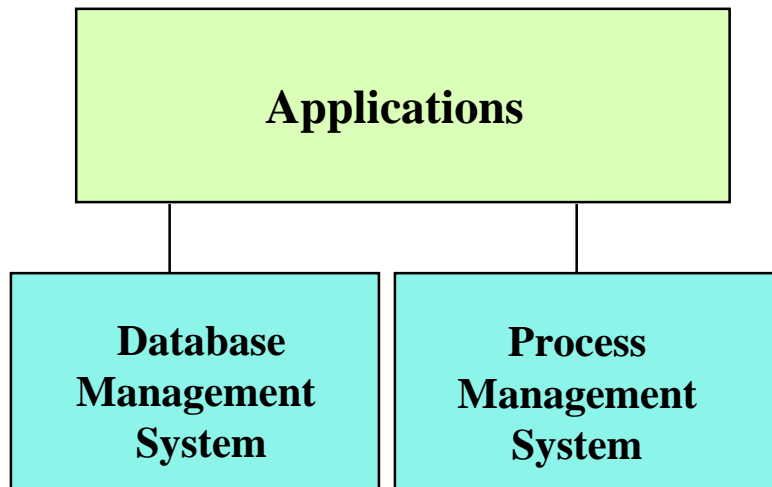 Applications
Database
Management
System
Process
Management
System